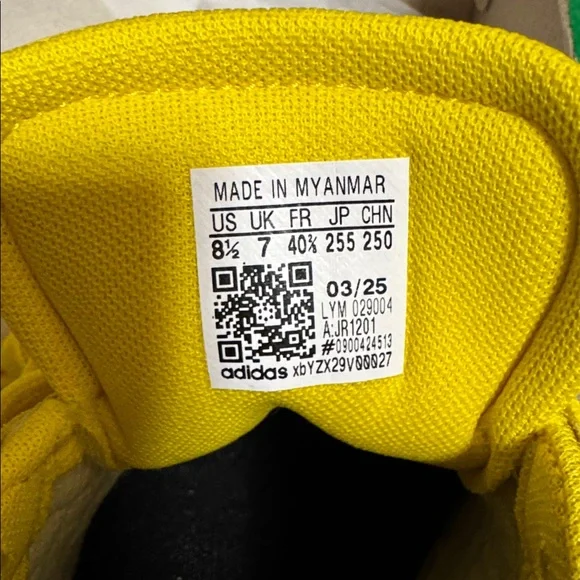 MADE IN MYANMAR
US UK FR JP CHN
8½ 7 40⅔ 255 250
03/25
LYM 029004
A:JR1201
#0900424513
adidas xbYZX29V00027